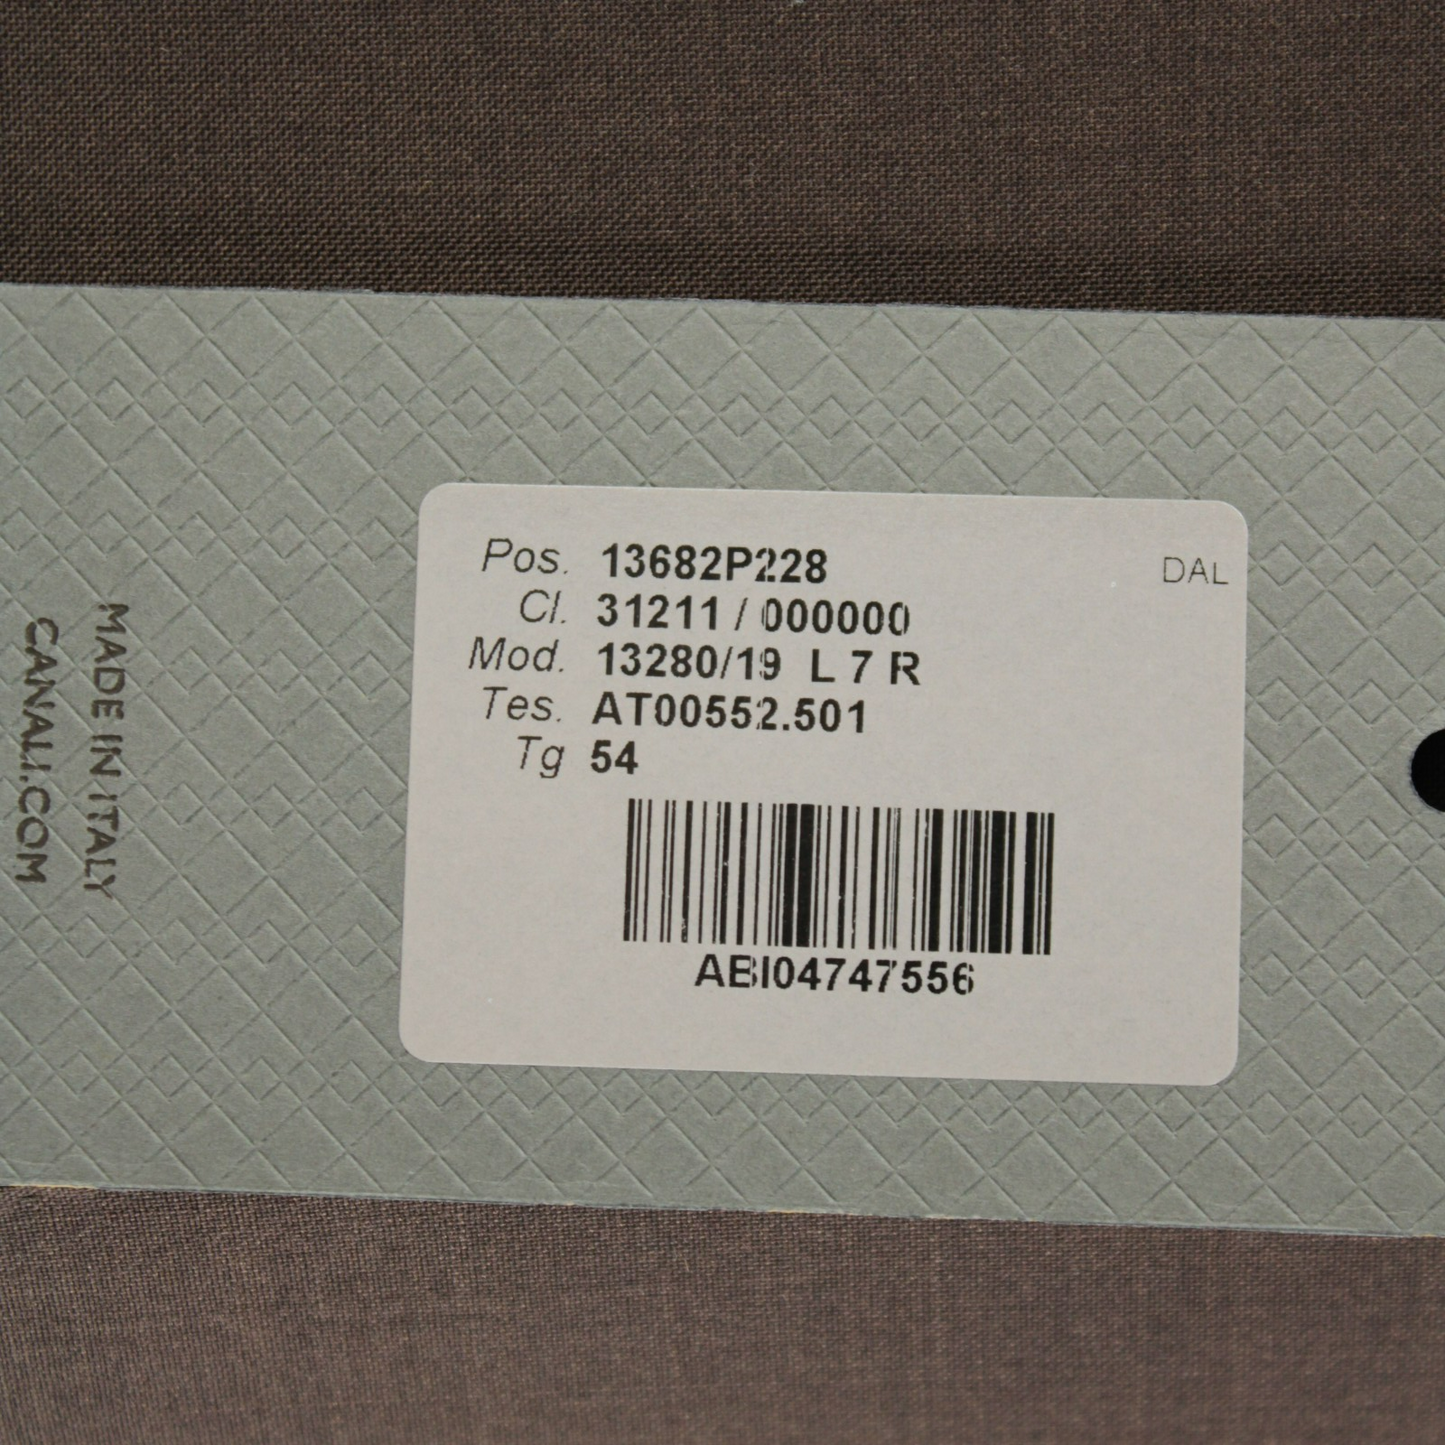 Pos. 13682P228
DAL
Cl. 31211 / 000000
Mod. 13280/19 L 7 R
Tes. AT00552.501
Tg 54
ABI04747556
MADE IN ITALY
CANALI.COM